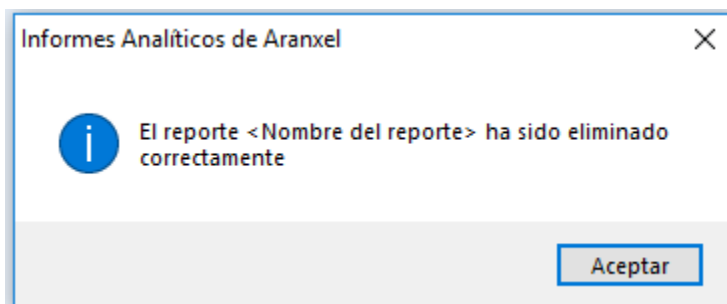 Informes Analíticos de Aranxel
El reporte <Nombre del reporte> ha sido eliminado
correctamente
Aceptar